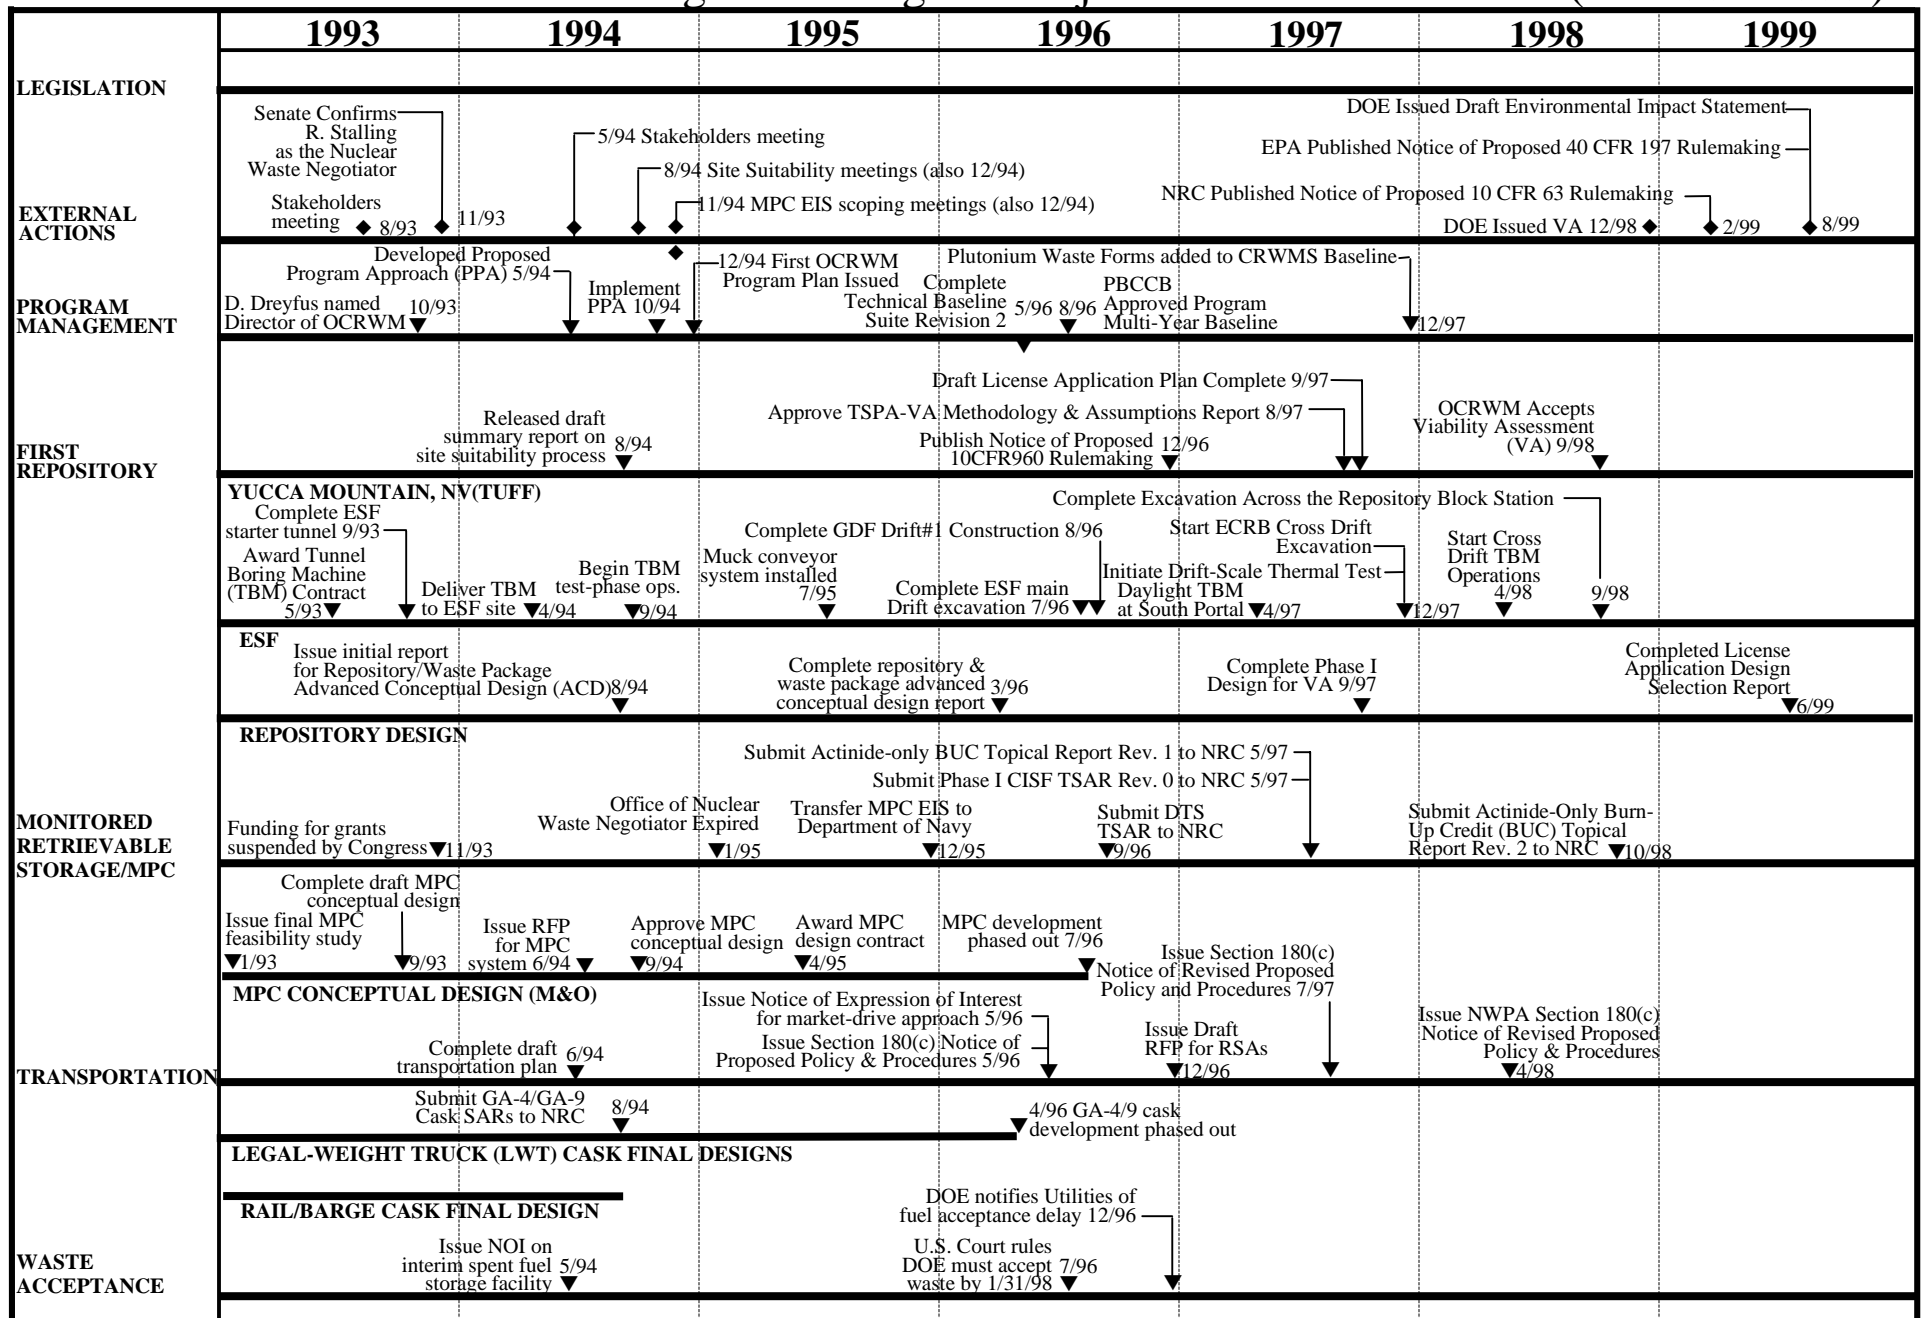 1993
1994
1995
1996
1997
1998
1999
LEGISLATION
Senate Confirms
R. Stalling
as the Nuclear
Waste Negotiator
5/94 Stakeholders meeting
8/94 Site Suitability meetings (also 12/94)
11/94 MPC EIS scoping meetings (also 12/94)
DOE Issued Draft Environmental Impact Statement
EPA Published Notice of Proposed 40 CFR 197 Rulemaking
NRC Published Notice of Proposed 10 CFR 63 Rulemaking
EXTERNAL
ACTIONS
Stakeholders
meeting
8/93
11/93
DOE Issued VA 12/98
2/99
8/99
PROGRAM
MANAGEMENT
D. Dreyfus named
Director of OCRWM
10/93
Developed Proposed
Program Approach (PPA) 5/94
Implement
PPA 10/94
12/94 First OCRWM
Program Plan Issued
Complete
Technical Baseline
Suite Revision 2
5/96
8/96
PBCCB
Approved Program
Multi-Year Baseline
Plutonium Waste Forms added to CRWMS Baseline
12/97
FIRST
REPOSITORY
Released draft
summary report on
site suitability process
8/94
Draft License Application Plan Complete 9/97
Approve TSPA-VA Methodology & Assumptions Report 8/97
Publish Notice of Proposed
10CFR960 Rulemaking
12/96
OCRWM Accepts
Viability Assessment
(VA) 9/98
YUCCA MOUNTAIN, NV(TUFF)
Complete ESF
starter tunnel 9/93
Award Tunnel
Boring Machine
(TBM) Contract
5/93
Deliver TBM
to ESF site
4/94
Begin TBM
test-phase ops.
9/94
Muck conveyor
system installed
7/95
Complete GDF Drift#1 Construction 8/96
Complete ESF main
Drift excavation 7/96
Complete Excavation Across the Repository Block Station
Start ECRB Cross Drift
Excavation
Initiate Drift-Scale Thermal Test
Daylight TBM
at South Portal
4/97
12/97
Start Cross
Drift TBM
Operations
4/98
9/98
ESF
Issue initial report
for Repository/Waste Package
Advanced Conceptual Design (ACD)
8/94
Complete repository &
waste package advanced
conceptual design report
3/96
Complete Phase I
Design for VA 9/97
Completed License
Application Design
Selection Report
6/99
REPOSITORY DESIGN
MONITORED
RETRIEVABLE
STORAGE/MPC
Funding for grants
suspended by Congress
11/93
Office of Nuclear
Waste Negotiator Expired
1/95
Transfer MPC EIS to
Department of Navy
12/95
Submit Actinide-only BUC Topical Report Rev. 1 to NRC 5/97
Submit Phase I CISF TSAR Rev. 0 to NRC 5/97
Submit DTS
TSAR to NRC
9/96
Submit Actinide-Only Burn-
Up Credit (BUC) Topical
Report Rev. 2 to NRC
10/98
Complete draft MPC
conceptual design
Issue final MPC
feasibility study
1/93
9/93
Issue RFP
for MPC
system 6/94
Approve MPC
conceptual design
9/94
Award MPC
design contract
4/95
MPC development
phased out 7/96
MPC CONCEPTUAL DESIGN (M&O)
TRANSPORTATION
Complete draft
transportation plan
6/94
Issue Notice of Expression of Interest
for market-drive approach 5/96
Issue Section 180(c) Notice of
Proposed Policy & Procedures 5/96
Issue Draft
RFP for RSAs
12/96
Issue Section 180(c)
Notice of Revised Proposed
Policy and Procedures 7/97
Issue NWPA Section 180(c)
Notice of Revised Proposed
Policy & Procedures
4/98
Submit GA-4/GA-9
Cask SARs to NRC
8/94
4/96 GA-4/9 cask
development phased out
LEGAL-WEIGHT TRUCK (LWT) CASK FINAL DESIGNS
RAIL/BARGE CASK FINAL DESIGN
WASTE
ACCEPTANCE
Issue NOI on
interim spent fuel
storage facility
5/94
DOE notifies Utilities of
fuel acceptance delay 12/96
U.S. Court rules
DOE must accept
waste by 1/31/98
7/96